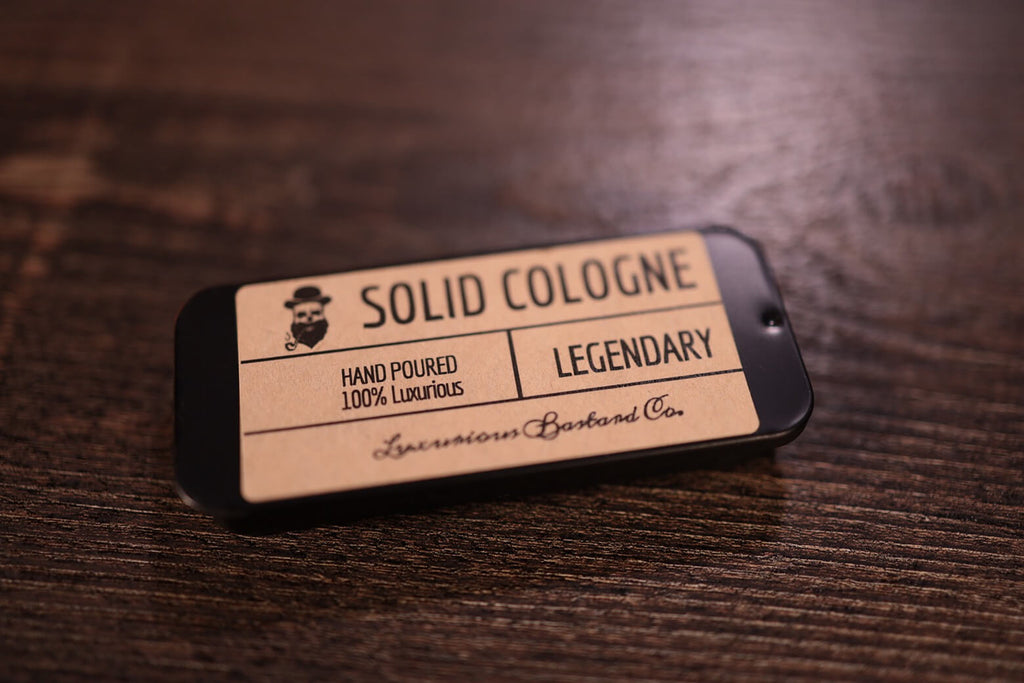 SOLID COLOGNE
HAND POURED
100% Luxurious
LEGENDARY
Luxurious Bastard Co.